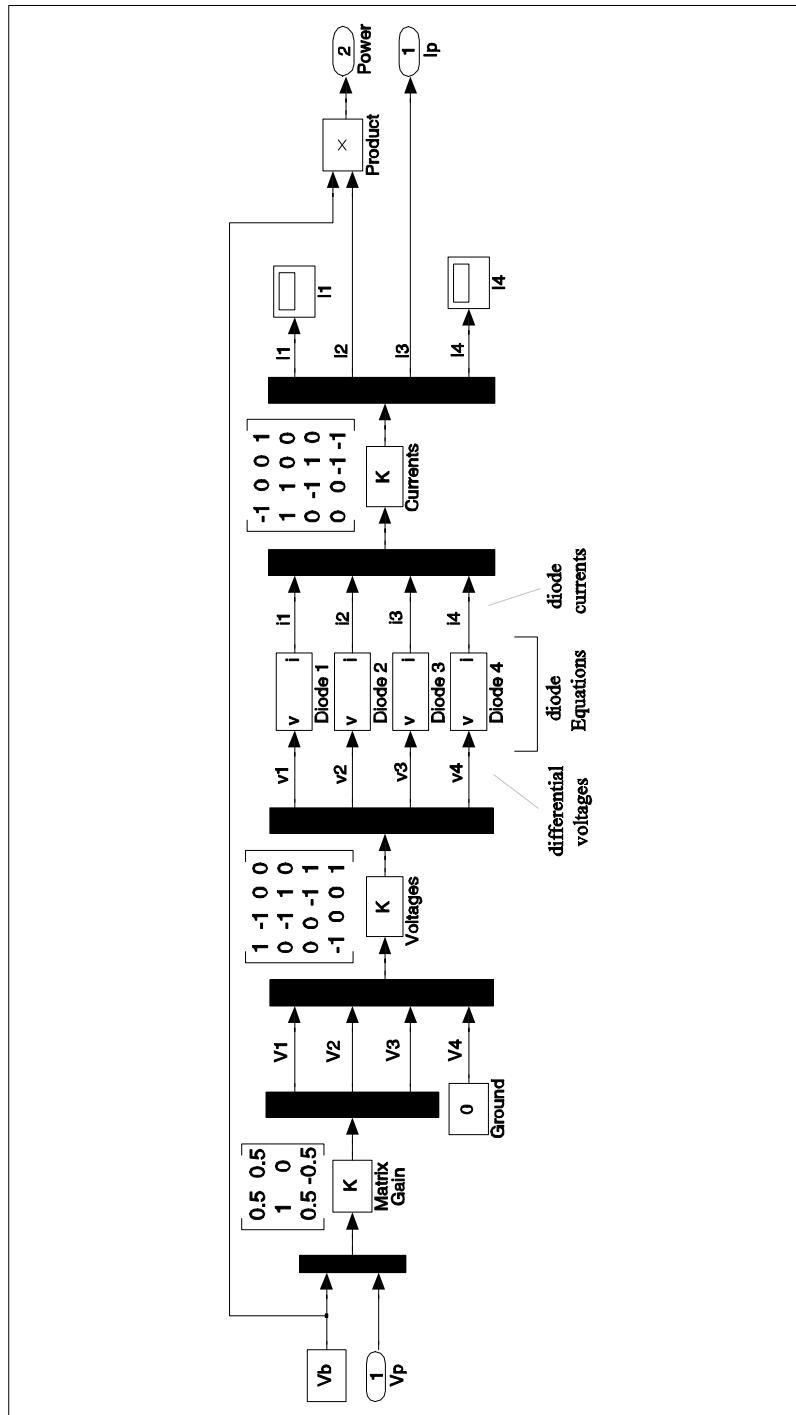 Vb
1
Vp
0.5 0.5
1 0
0.5 -0.5
K
Matrix
Gain
V1
V2
V3
V4
0
Ground
1 -1 0 0
0 -1 1 0
0 0 -1 1
-1 0 0 1
K
Voltages
v1
v2
v3
v4
differential
voltages
v i
Diode 1
v i
Diode 2
v i
Diode 3
v i
Diode 4
diode
Equations
i1
i2
i3
i4
diode
currents
-1 0 0 1
1 1 0 0
0 -1 1 0
0 0 -1 -1
K
Currents
I1
I2
I3
I4
I1
I4
×
Product
2
Power
1
Ip